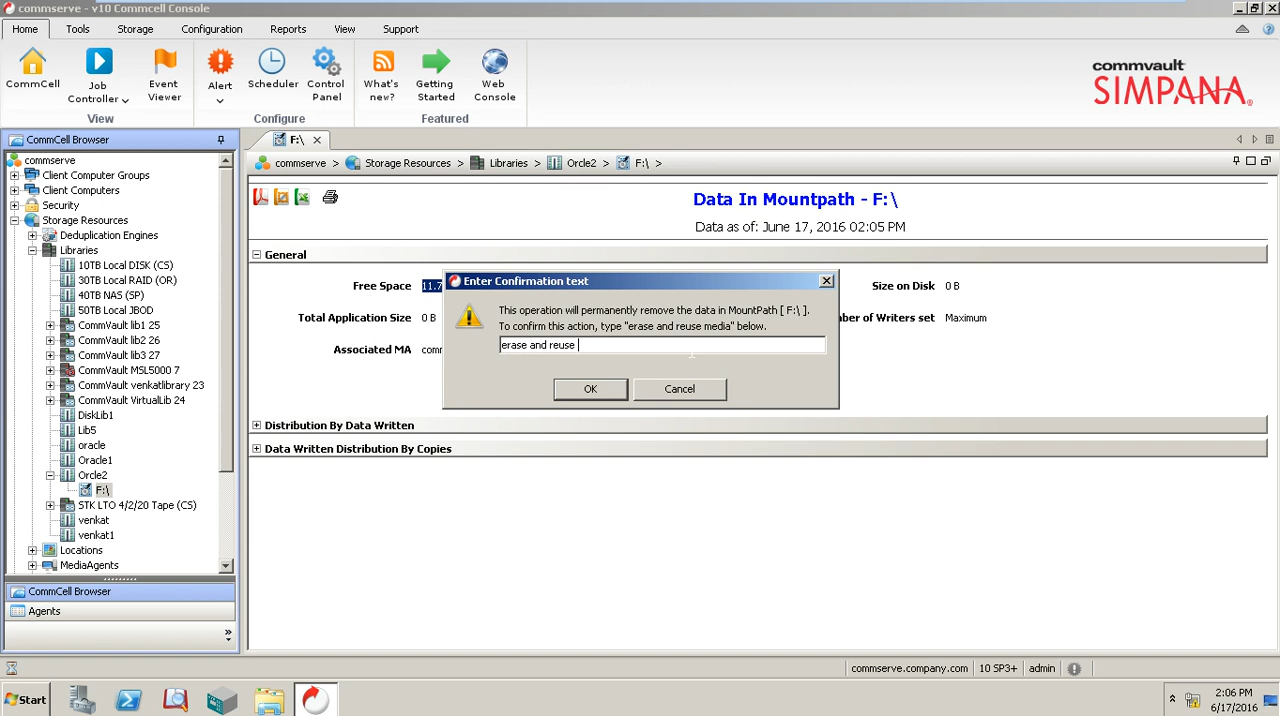 commserve - v10 Commcell Console
Home
Tools
Storage
Configuration
Reports
View
Support
CommCell
Job Controller
Event Viewer
Alert
Scheduler
Control Panel
What's new?
Getting Started
Web Console
View
Configure
Featured
commvault
SIMPANA
CommCell Browser
commserve
Client Computer Groups
Client Computers
Security
Storage Resources
Deduplication Engines
Libraries
10TB Local DISK (CS)
30TB Local RAID (OR)
40TB NAS (SP)
50TB Local JBOD
CommVault lib1 25
CommVault lib2 26
CommVault lib3 27
CommVault MSL5000 7
CommVault venkatlibrary 23
CommVault VirtualLib 24
DiskLib1
Lib5
oracle
Oracle1
Orcle2
F:\
STK LTO 4/2/20 Tape (CS)
venkat
venkat1
Locations
MediaAgents
CommCell Browser
Agents
F:\
commserve > Storage Resources > Libraries > Orcle2 > F:\ >
Data In Mountpath - F:\
Data as of: June 17, 2016 02:05 PM
General
Free Space 11.7
Size on Disk 0 B
Total Application Size 0 B
mber of Writers set Maximum
Associated MA comm
Distribution By Data Written
Data Written Distribution By Copies
Enter Confirmation text
This operation will permanently remove the data in MountPath [ F:\ ].
To confirm this action, type "erase and reuse media" below.
erase and reuse
OK
Cancel
commserve.company.com
10 SP3+
admin
Start
2:06 PM
6/17/2016